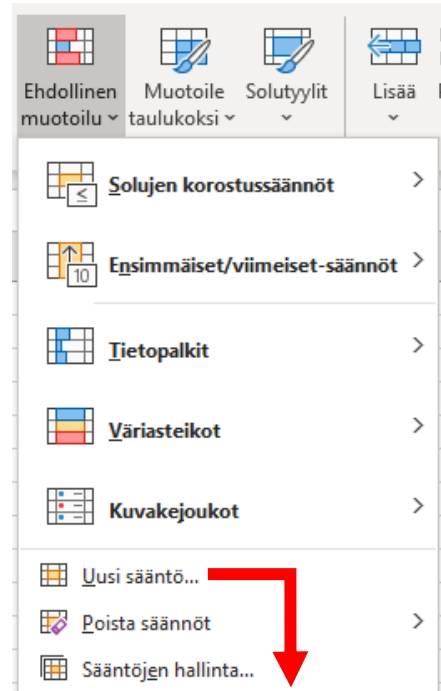 Ehdollinen muotoilu
Muotoile taulukoksi
Solutyylit
Lisää
Solujen korostussäännöt
≤
Ensimmäiset/viimeiset-säännöt
10
Tietopalkit
Väriasteikot
Kuvakejoukot
Uusi sääntö...
Poista säännöt
Sääntöjen hallinta...